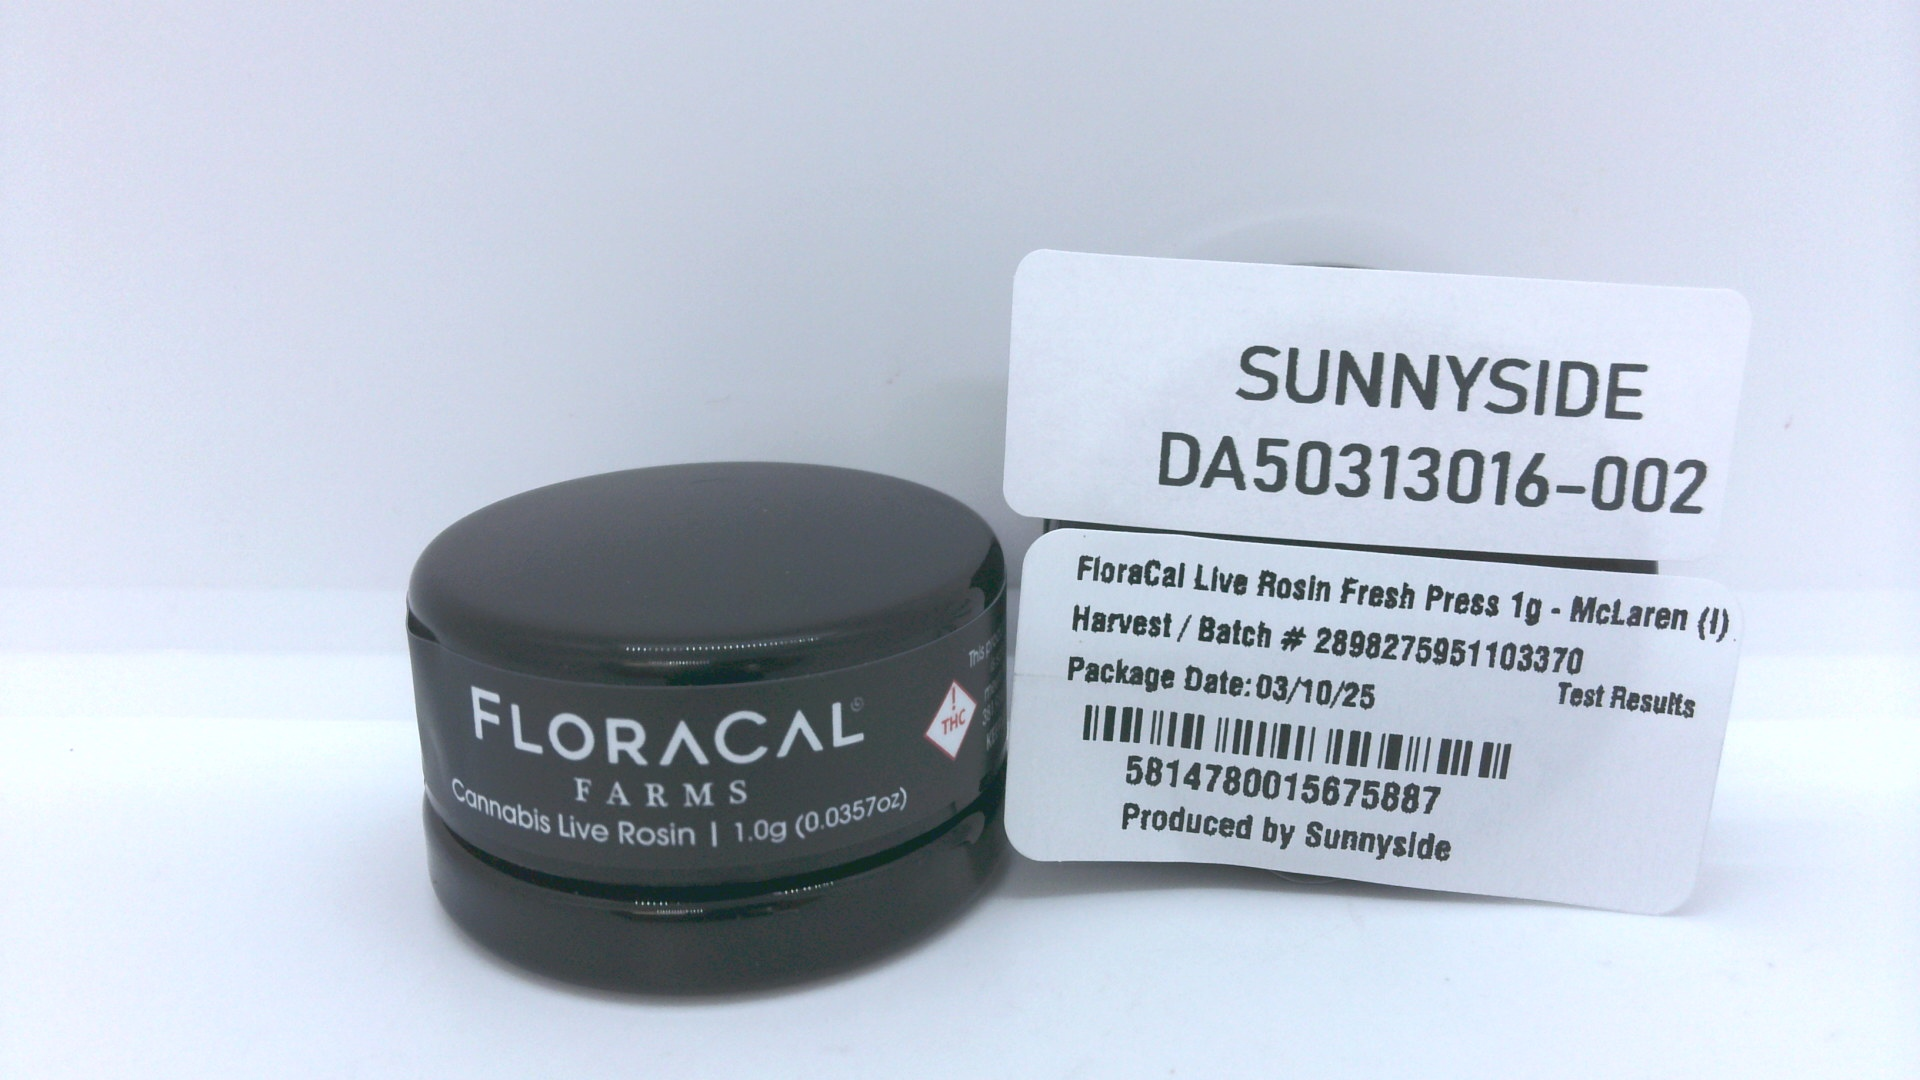 FLORACAL
FARMS
Cannabis Live Rosin | 1.0g (0.0357oz)
!
THC
This
SUNNYSIDE
DA50313016-002
FloraCal Live Rosin Fresh Press 1g - McLaren (I)
Harvest / Batch # 2898275951103370
Package Date: 03/10/25
Test Results
5814780015675887
Produced by Sunnyside